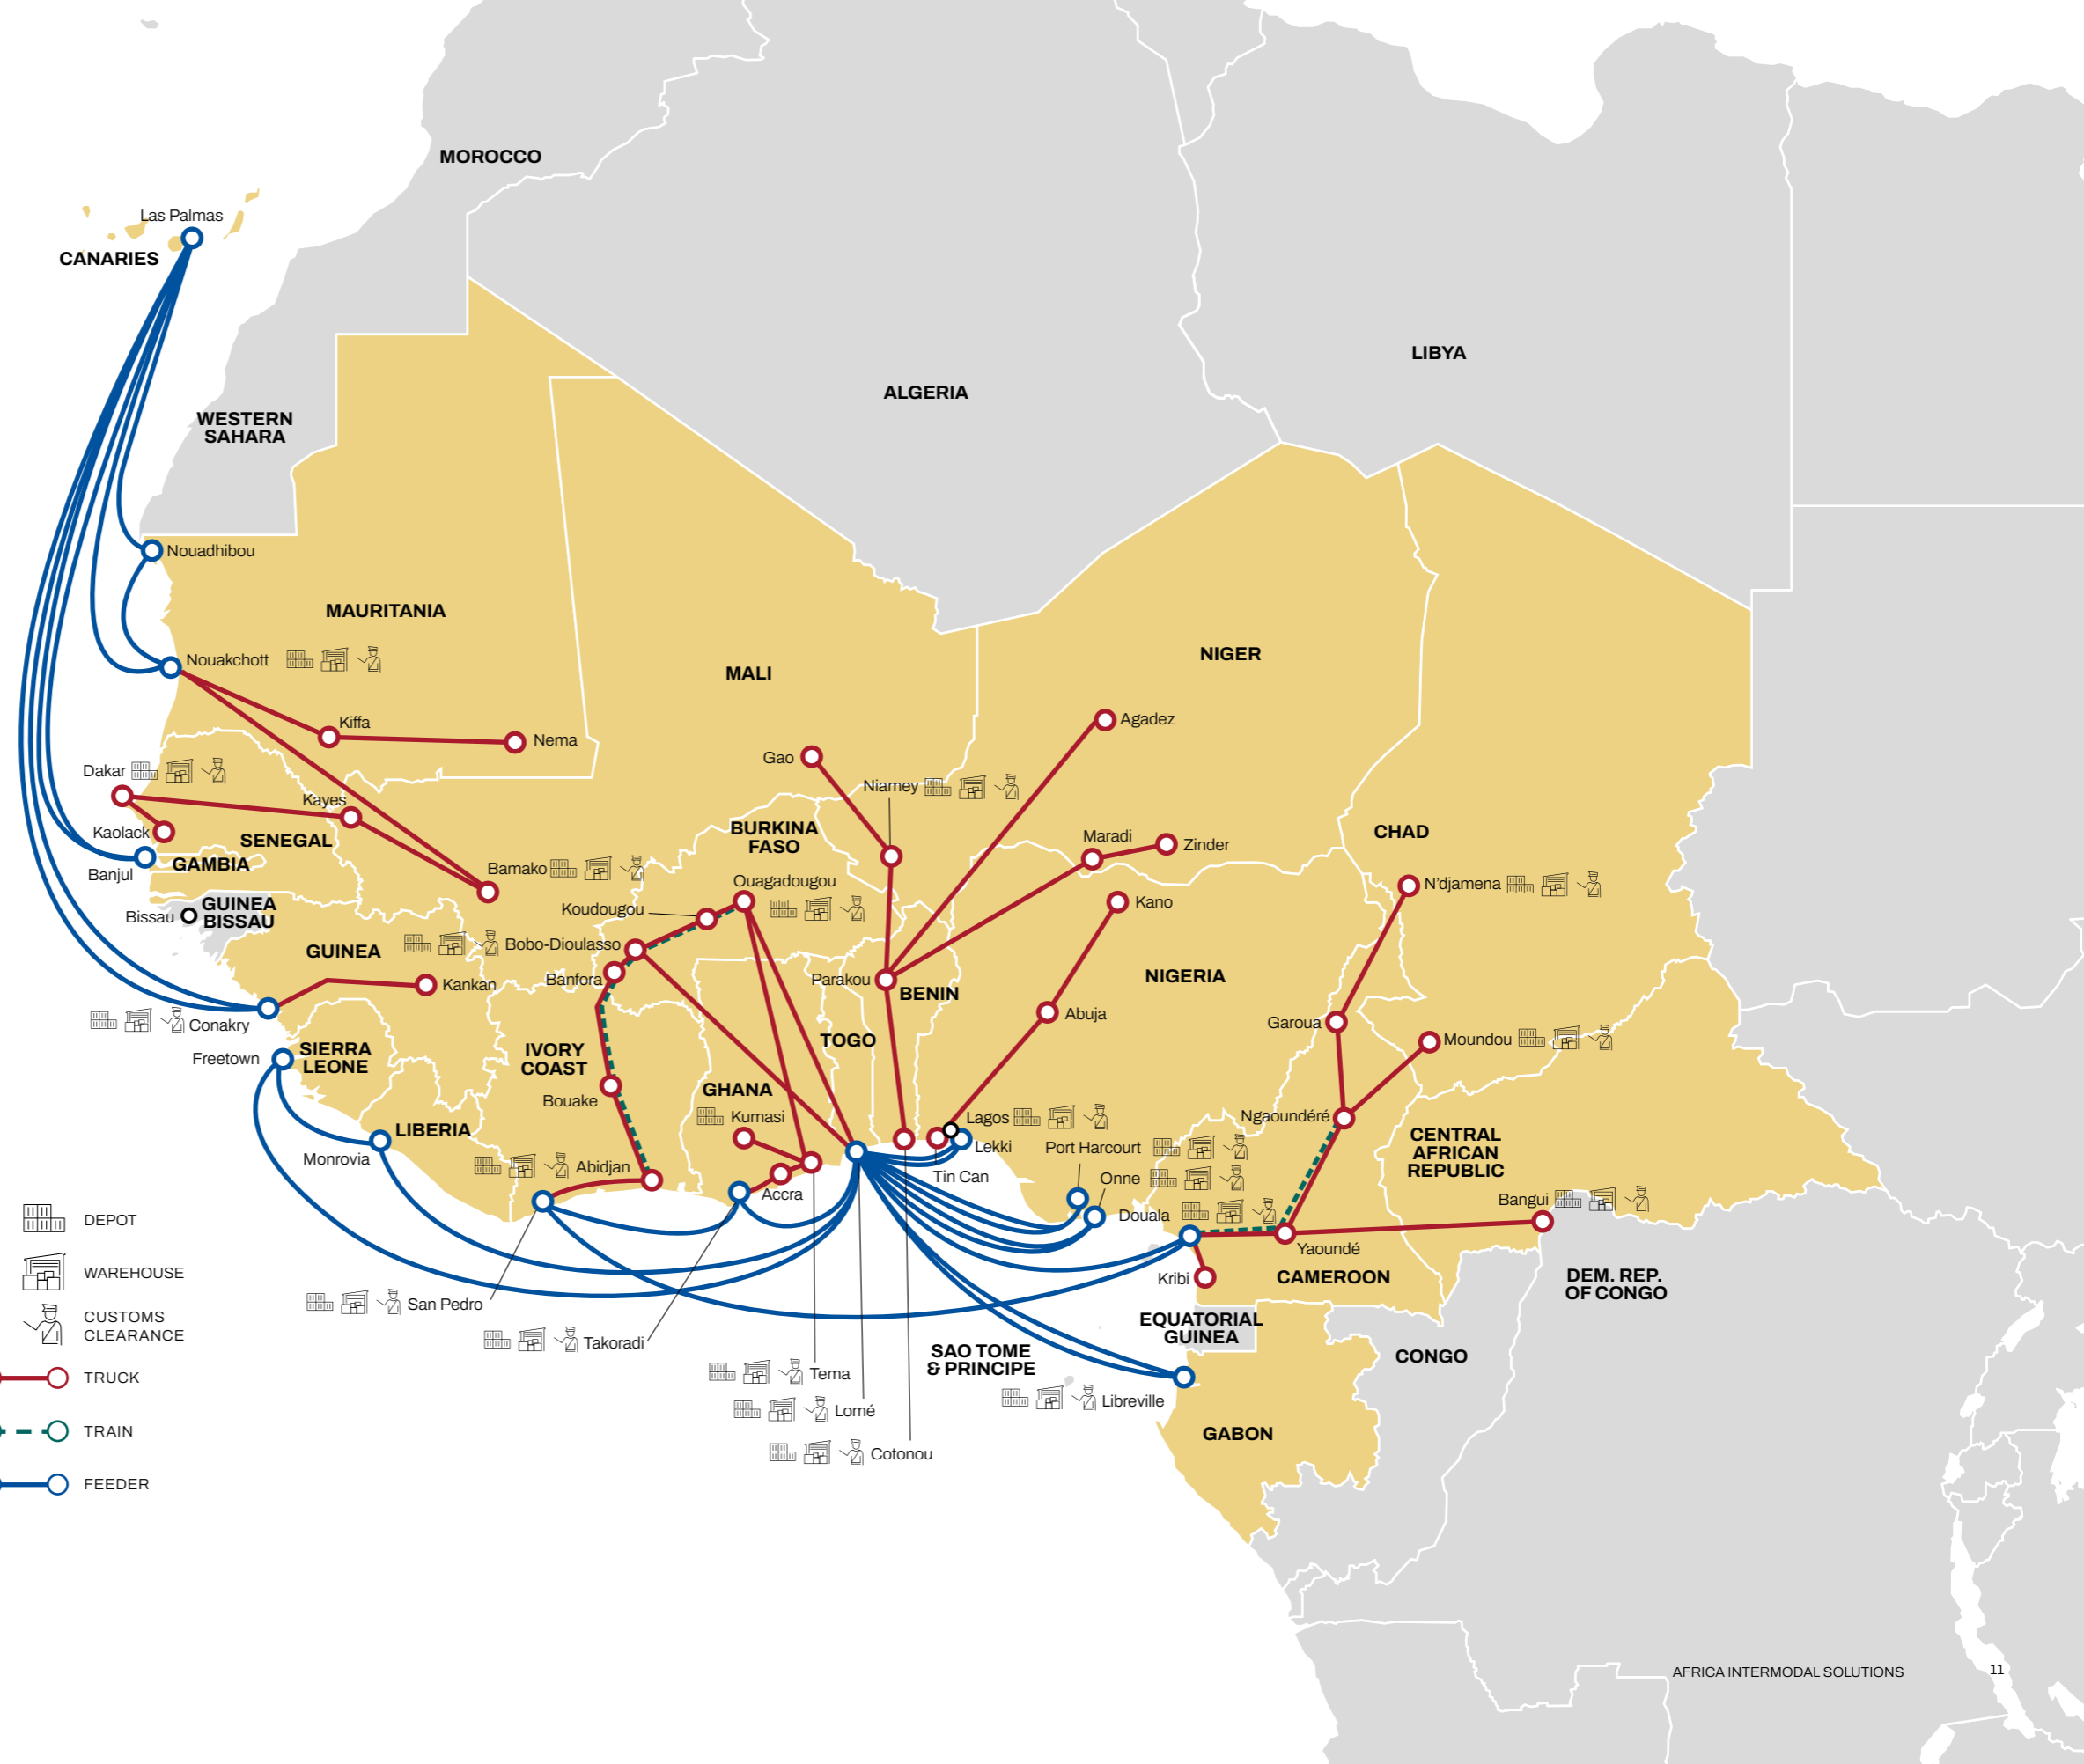 MOROCCO
Las Palmas
CANARIES
LIBYA
ALGERIA
WESTERN
SAHARA
Nouadhibou
MAURITANIA
Nouakchott
MALI
NIGER
Kiffa
Nema
Agadez
Gao
Niamey
Dakar
Kayes
Kaolack
SENEGAL
BURKINA
FASO
Maradi
Zinder
CHAD
GAMBIA
Banjul
Bamako
Ouagadougou
N'djamena
Koudougou
Kano
Bissau
GUINEA
BISSAU
GUINEA
Bobo-Dioulasso
Banfora
Kankan
Parakou
BENIN
NIGERIA
Conakry
Abuja
Garoua
Moundou
Freetown
SIERRA
LEONE
IVORY
COAST
TOGO
GHANA
Bouake
Kumasi
Lagos
Ngaoundéré
LIBERIA
Monrovia
Lekki
Port Harcourt
CENTRAL
AFRICAN
REPUBLIC
Abidjan
Accra
Tin Can
Onne
Bangui
DEPOT
Douala
Yaoundé
WAREHOUSE
Kribi
CAMEROON
DEM. REP.
OF CONGO
San Pedro
CUSTOMS
CLEARANCE
Takoradi
EQUATORIAL
GUINEA
SAO TOME
& PRINCIPE
CONGO
TRUCK
Tema
Libreville
Lomé
TRAIN
GABON
Cotonou
FEEDER
AFRICA INTERMODAL SOLUTIONS
11